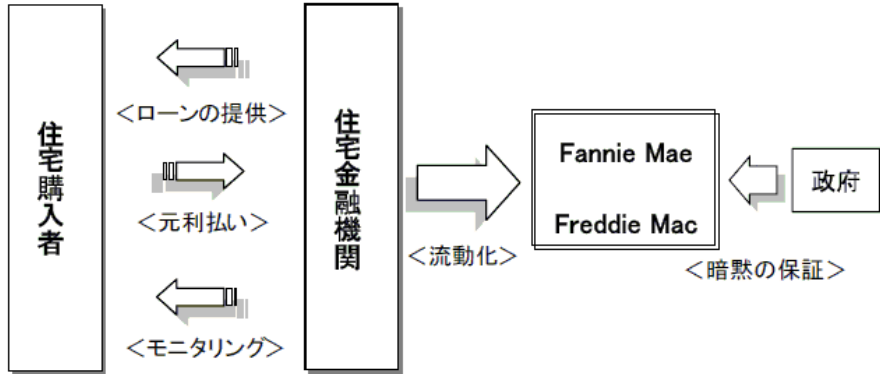 住宅購入者
＜ローンの提供＞
＜元利払い＞
＜モニタリング＞
住宅金融機関
＜流動化＞
Fannie Mae
Freddie Mac
政府
＜暗黙の保証＞